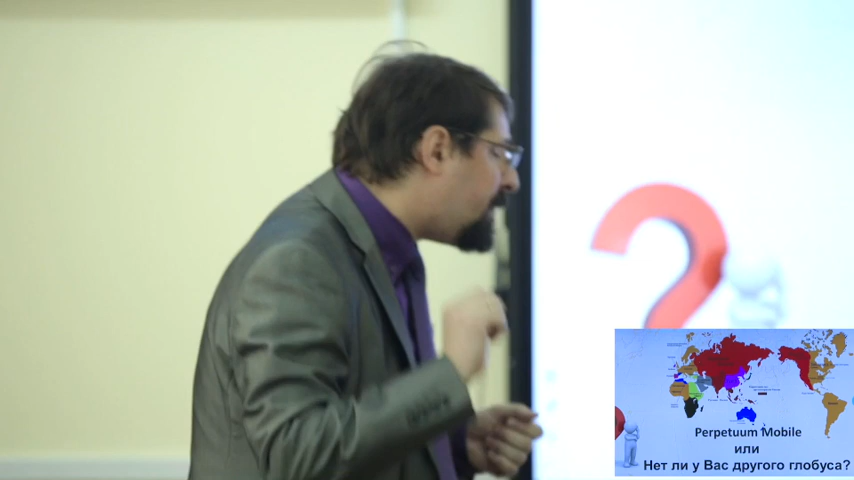 Perpetuum Mobile
или
Нет ли у Вас другого глобуса?